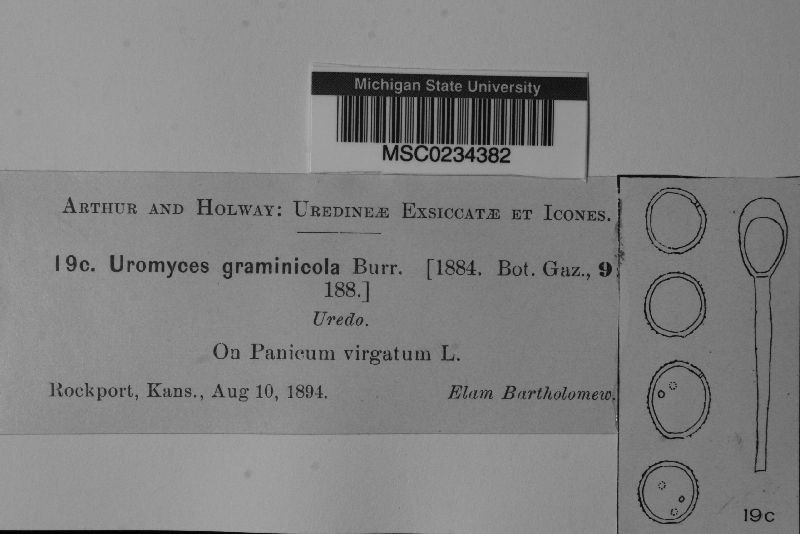 Michigan State University
MSC0234382
ARTHUR AND HOLWAY: UREDINEÆ EXSICCATÆ ET ICONES.
19c. Uromyces graminicola Burr. [1884. Bot. Gaz., 9:
188.]
Uredo.
On Panicum virgatum L.
Rockport, Kans., Aug 10, 1894. Elam Bartholomew.
19c